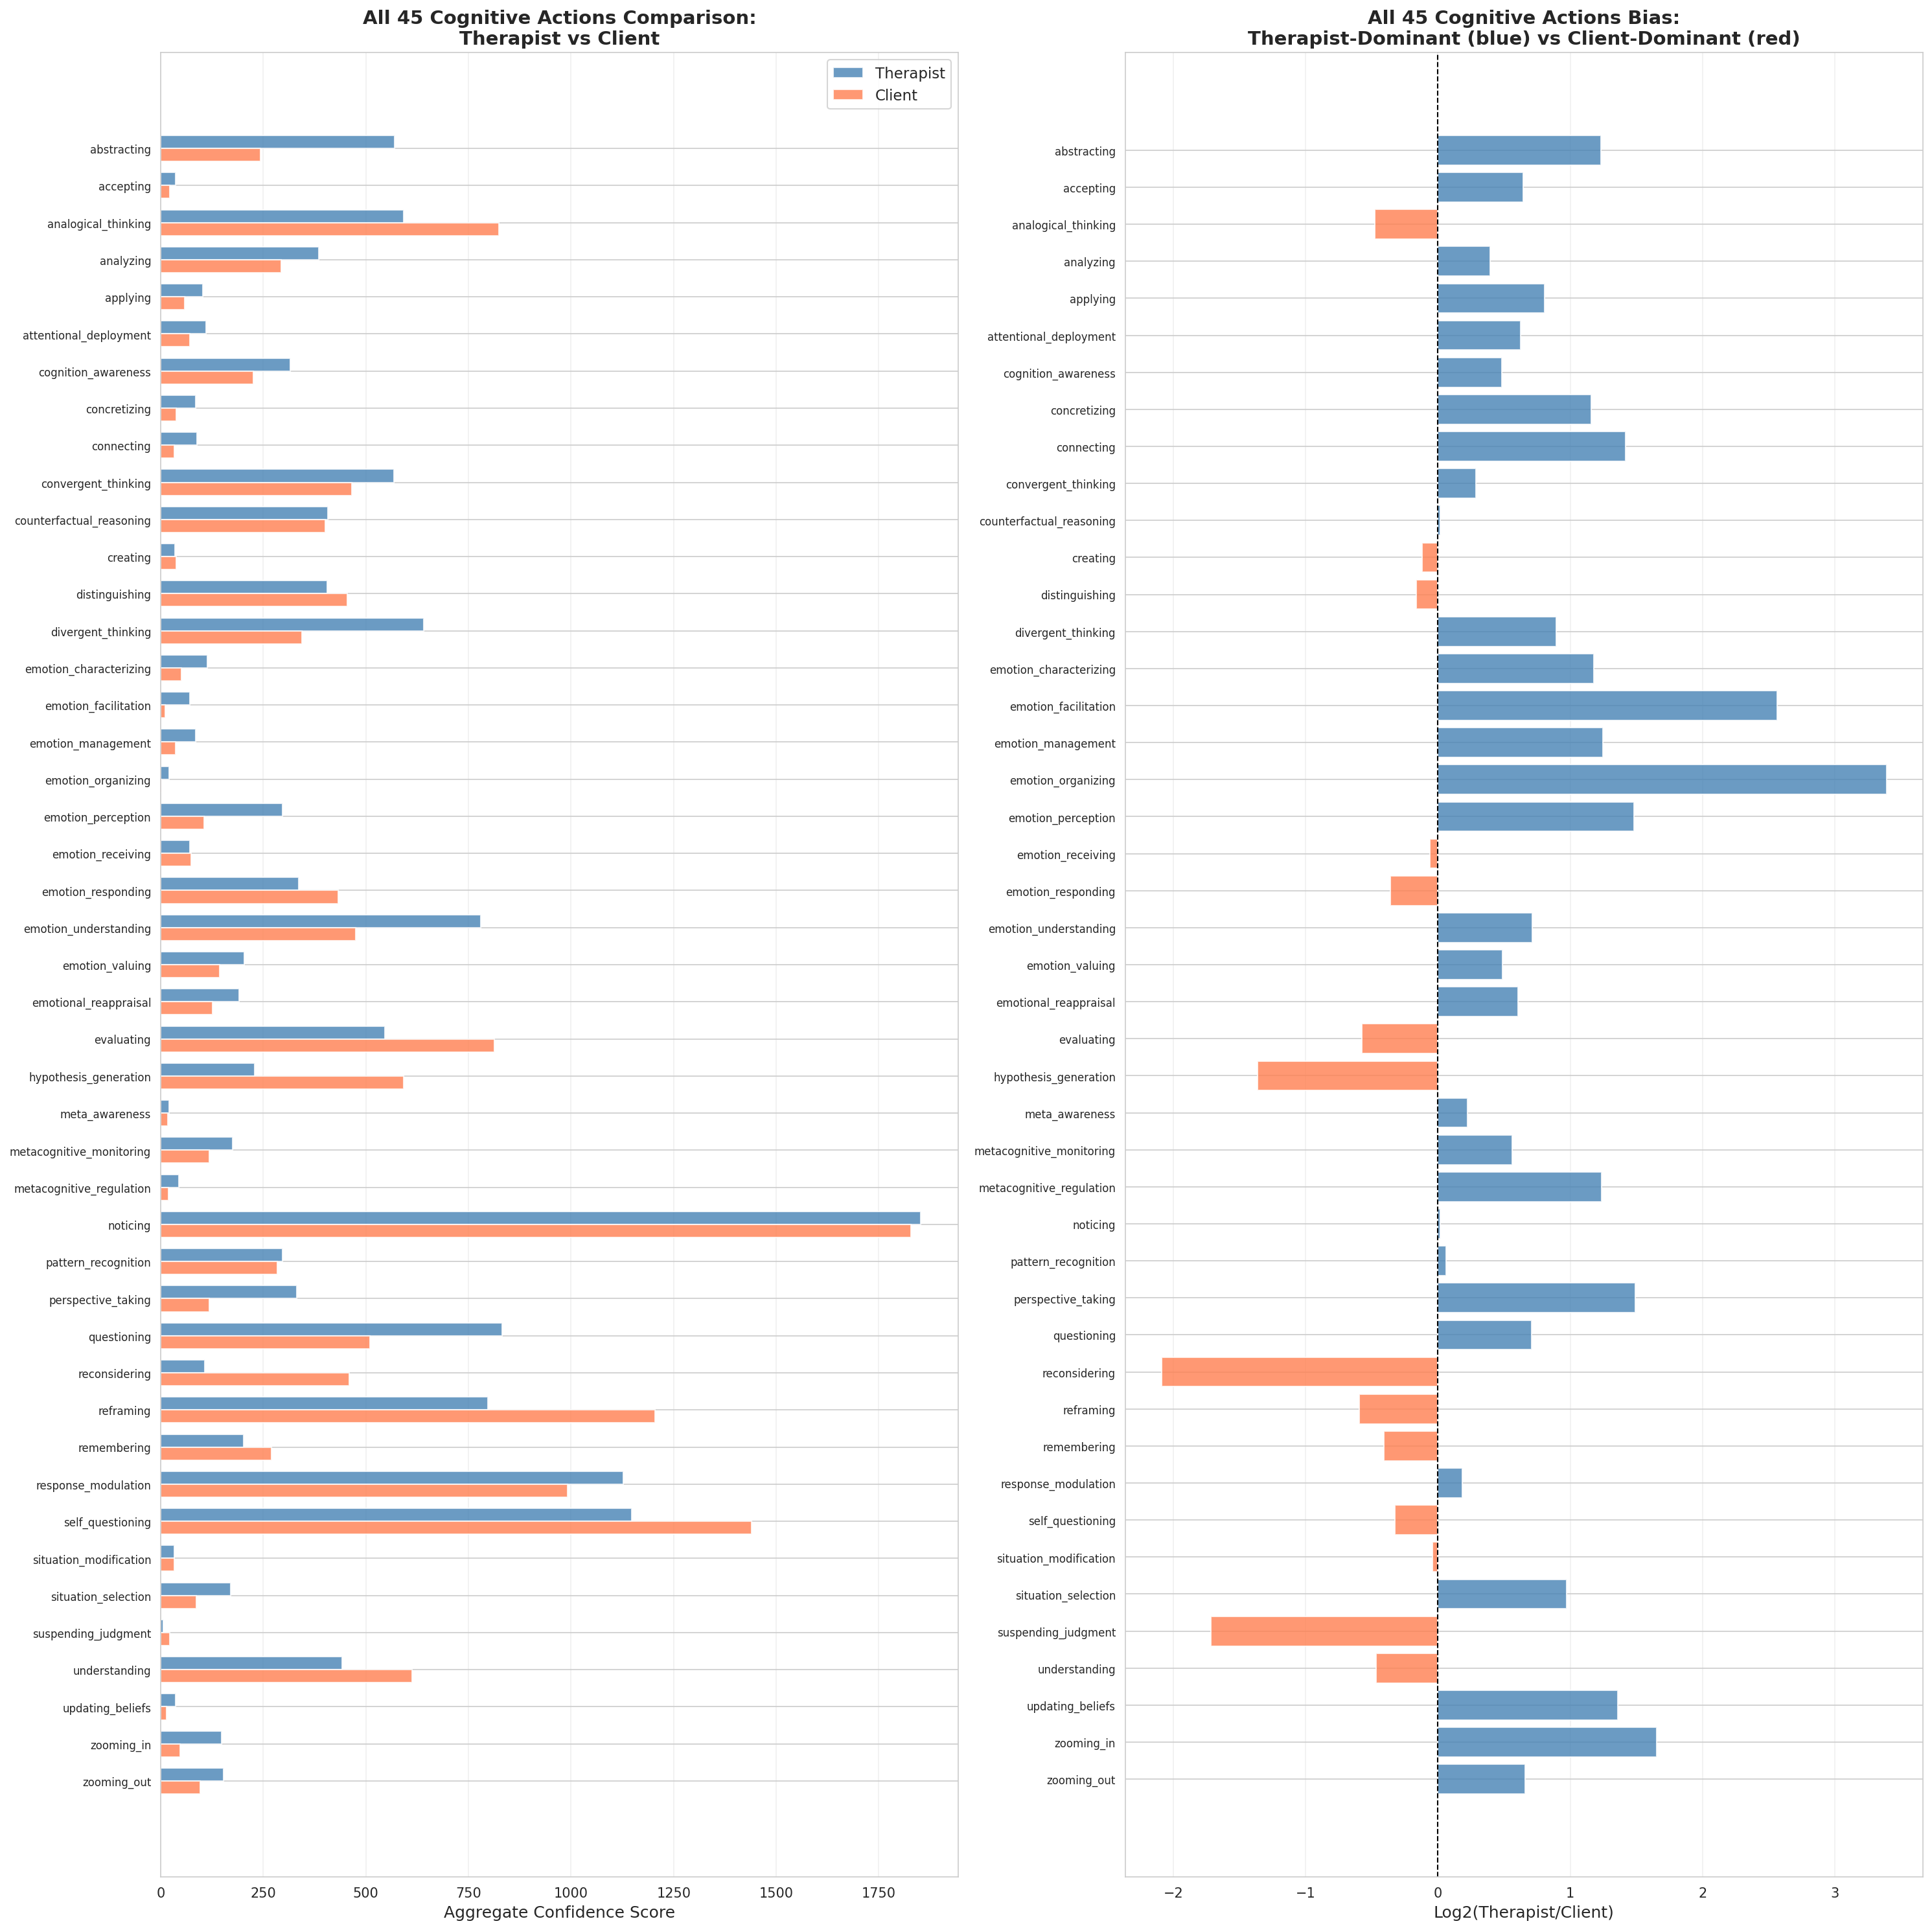 All 45 Cognitive Actions Comparison:
Therapist vs Client
Therapist
Client
abstracting
accepting
analogical_thinking
analyzing
applying
attentional_deployment
cognition_awareness
concretizing
connecting
convergent_thinking
counterfactual_reasoning
creating
distinguishing
divergent_thinking
emotion_characterizing
emotion_facilitation
emotion_management
emotion_organizing
emotion_perception
emotion_receiving
emotion_responding
emotion_understanding
emotion_valuing
emotional_reappraisal
evaluating
hypothesis_generation
meta_awareness
metacognitive_monitoring
metacognitive_regulation
noticing
pattern_recognition
perspective_taking
questioning
reconsidering
reframing
remembering
response_modulation
self_questioning
situation_modification
situation_selection
suspending_judgment
understanding
updating_beliefs
zooming_in
zooming_out
0 250 500 750 1000 1250 1500 1750
Aggregate Confidence Score
All 45 Cognitive Actions Bias:
Therapist-Dominant (blue) vs Client-Dominant (red)
abstracting
accepting
analogical_thinking
analyzing
applying
attentional_deployment
cognition_awareness
concretizing
connecting
convergent_thinking
counterfactual_reasoning
creating
distinguishing
divergent_thinking
emotion_characterizing
emotion_facilitation
emotion_management
emotion_organizing
emotion_perception
emotion_receiving
emotion_responding
emotion_understanding
emotion_valuing
emotional_reappraisal
evaluating
hypothesis_generation
meta_awareness
metacognitive_monitoring
metacognitive_regulation
noticing
pattern_recognition
perspective_taking
questioning
reconsidering
reframing
remembering
response_modulation
self_questioning
situation_modification
situation_selection
suspending_judgment
understanding
updating_beliefs
zooming_in
zooming_out
−2 −1 0 1 2 3
Log2(Therapist/Client)